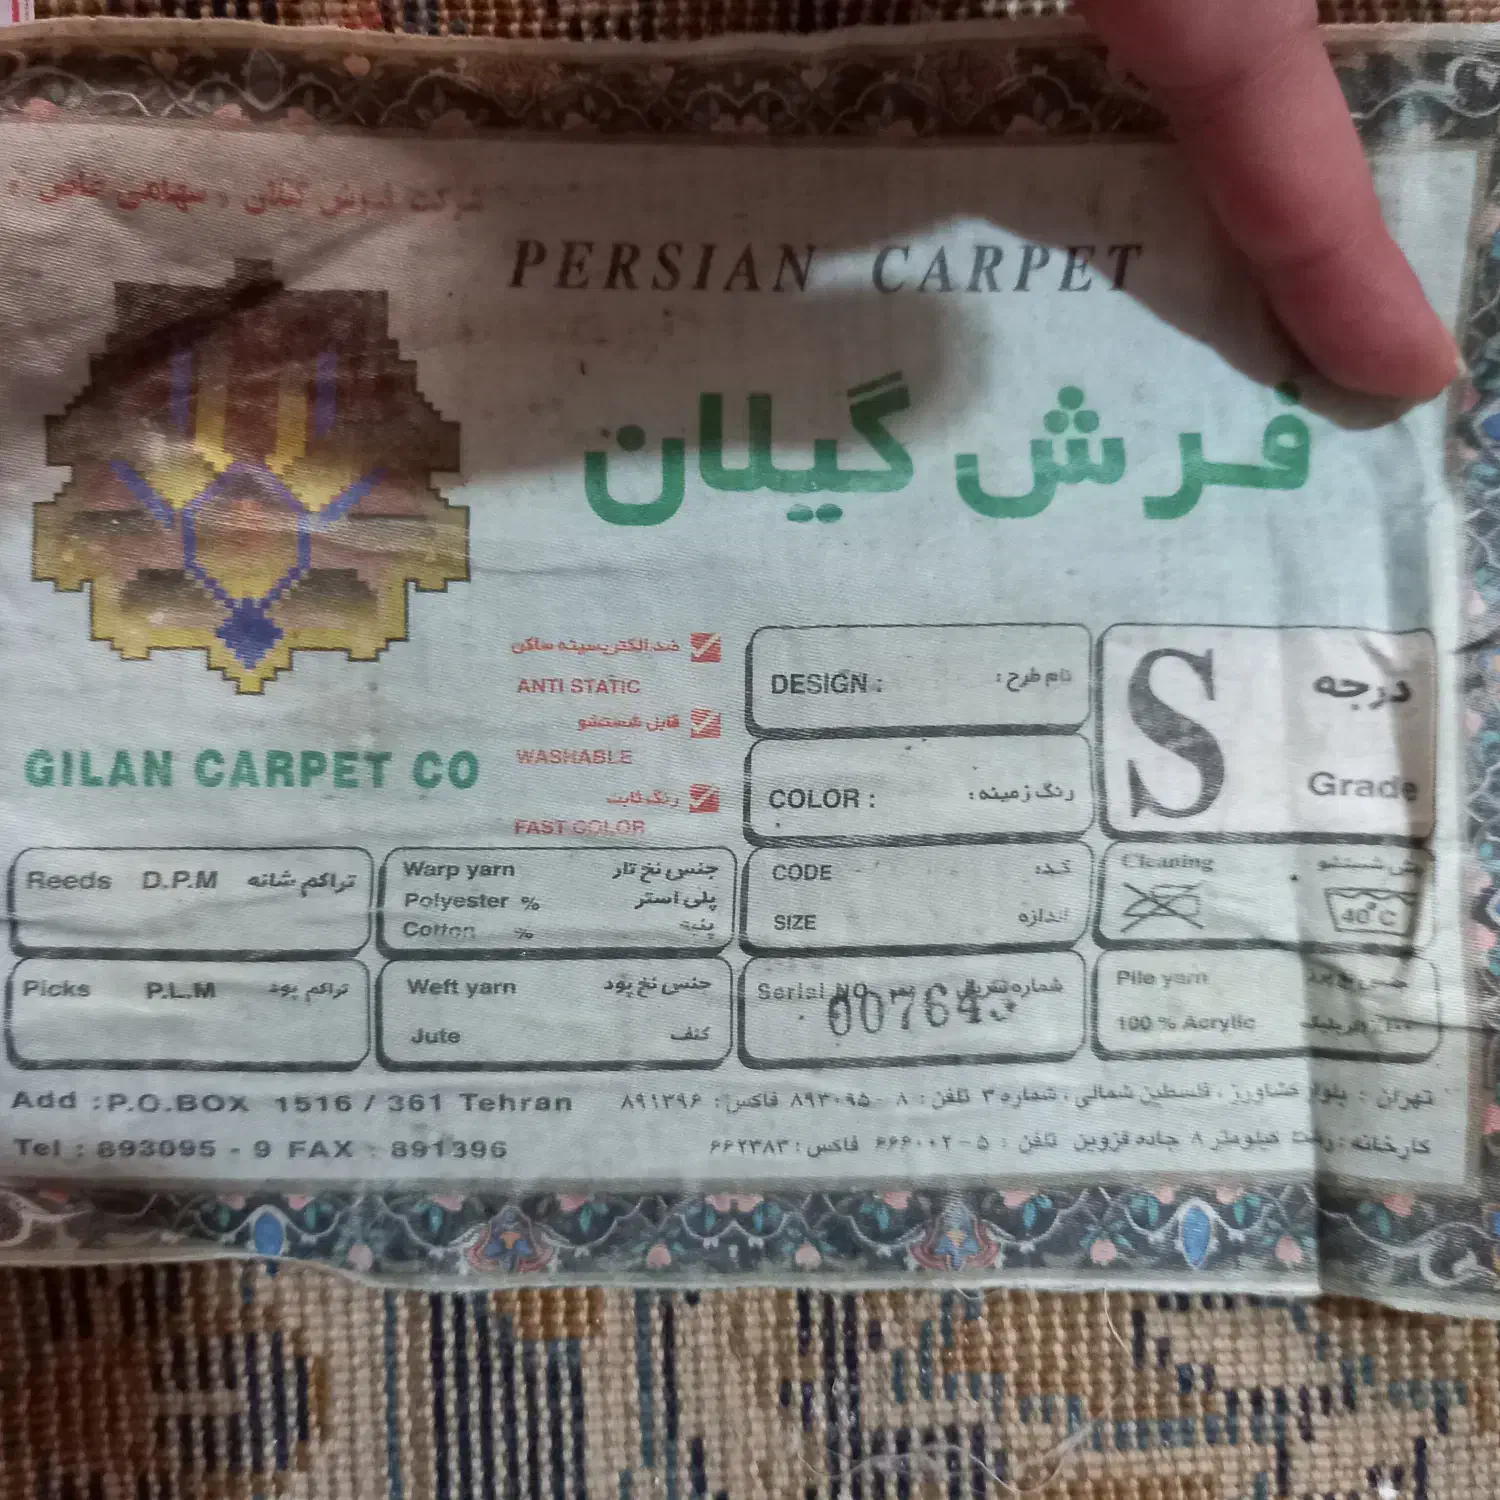 شرکت فرش گیلان « سهامی خاص »
PERSIAN CARPET
فرش گیلان
GILAN CARPET CO
ضد الکتریسیته ساکن
ANTI STATIC
قابل شستشو
WASHABLE
رنگ ثابت
FAST COLOR
DESIGN : نام طرح :
COLOR : رنگ زمینه :
S درجه
Grade
Reeds D.P.M تراکم شانه
Warp yarn جنس نخ تار
Polyester % پلی استر
Cotton % پنبه
CODE کد :
SIZE اندازه
Cleaning شستشو
40°C
Picks P.L.M تراکم پود
Weft yarn جنس نخ پود
Jute کنف
Serial NO شماره سریال
00764
Pile yarn جنس نخ
100 % Acrylic
Add :P.O.BOX 1516 / 361 Tehran
Tel : 893095 - 9 FAX : 891396
تهران : بلوار کشاورز ، فلسطین شمالی ، شماره ۳ تلفن : ۸ - ۸۹۳۰۹۵ فاکس : ۸۹۱۳۹۶
کارخانه : رشت کیلومتر ۸ جاده قزوین تلفن : ۵ - ۶۶۶۰۰۲ فاکس : ۶۶۲۳۸۳